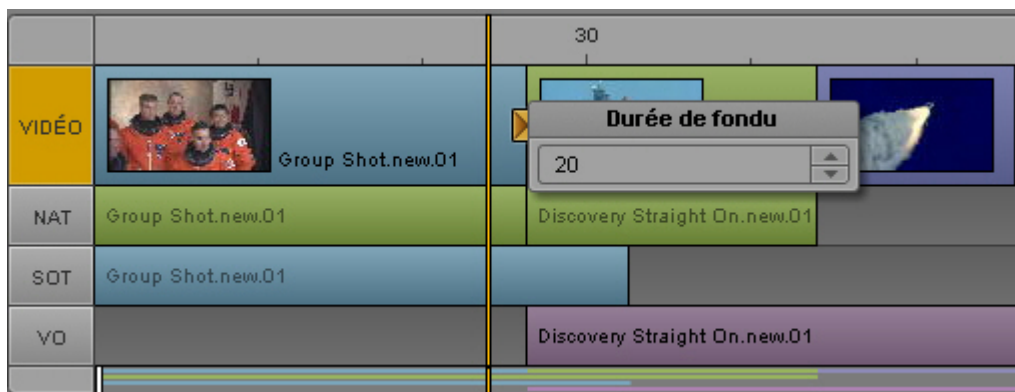 30
VIDÉO
Group Shot.new.01
Durée de fondu
20
NAT
Group Shot.new.01
Discovery Straight On.new.01
SOT
Group Shot.new.01
VO
Discovery Straight On.new.01